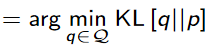 = arg min KL [q||p]
q∈𝒬